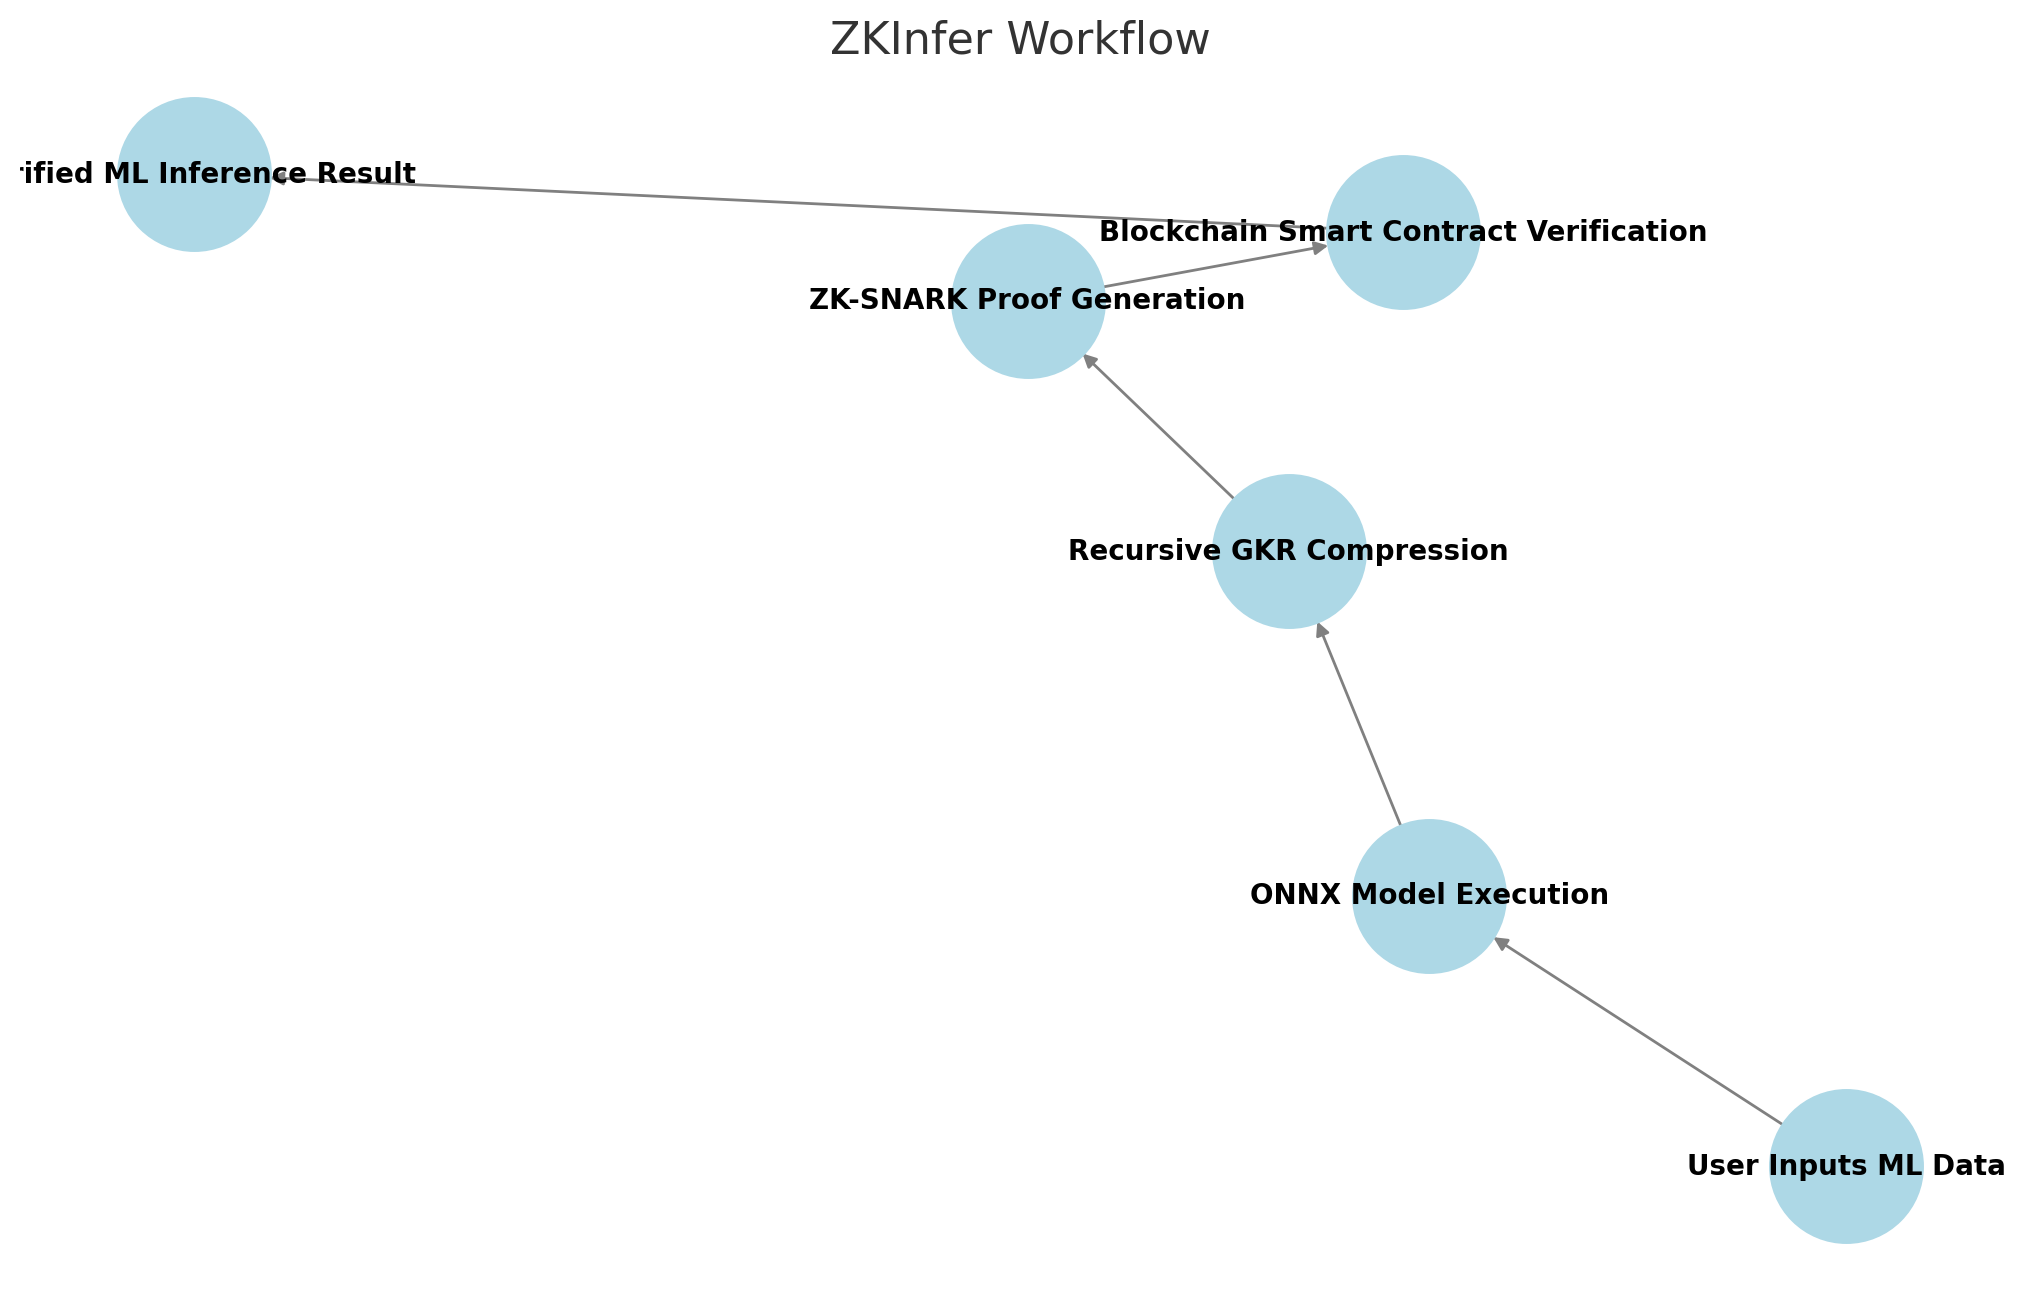 ZKInfer Workflow
ML Inference Result
Blockchain Smart Contract Verification
ZK-SNARK Proof Generation
Recursive GKR Compression
ONNX Model Execution
User Inputs ML Data